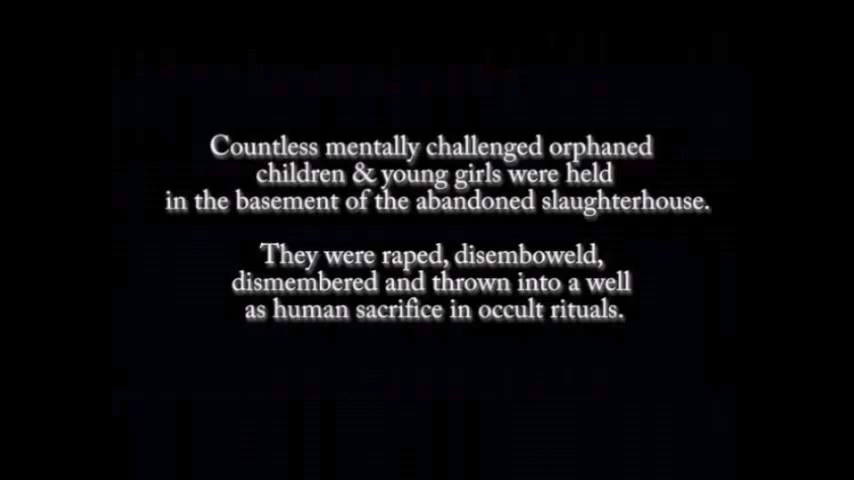 Countless mentally challenged orphaned
children & young girls were held
in the basement of the abandoned slaughterhouse.
They were raped, disemboweld,
dismembered and thrown into a well
as human sacrifice in occult rituals.